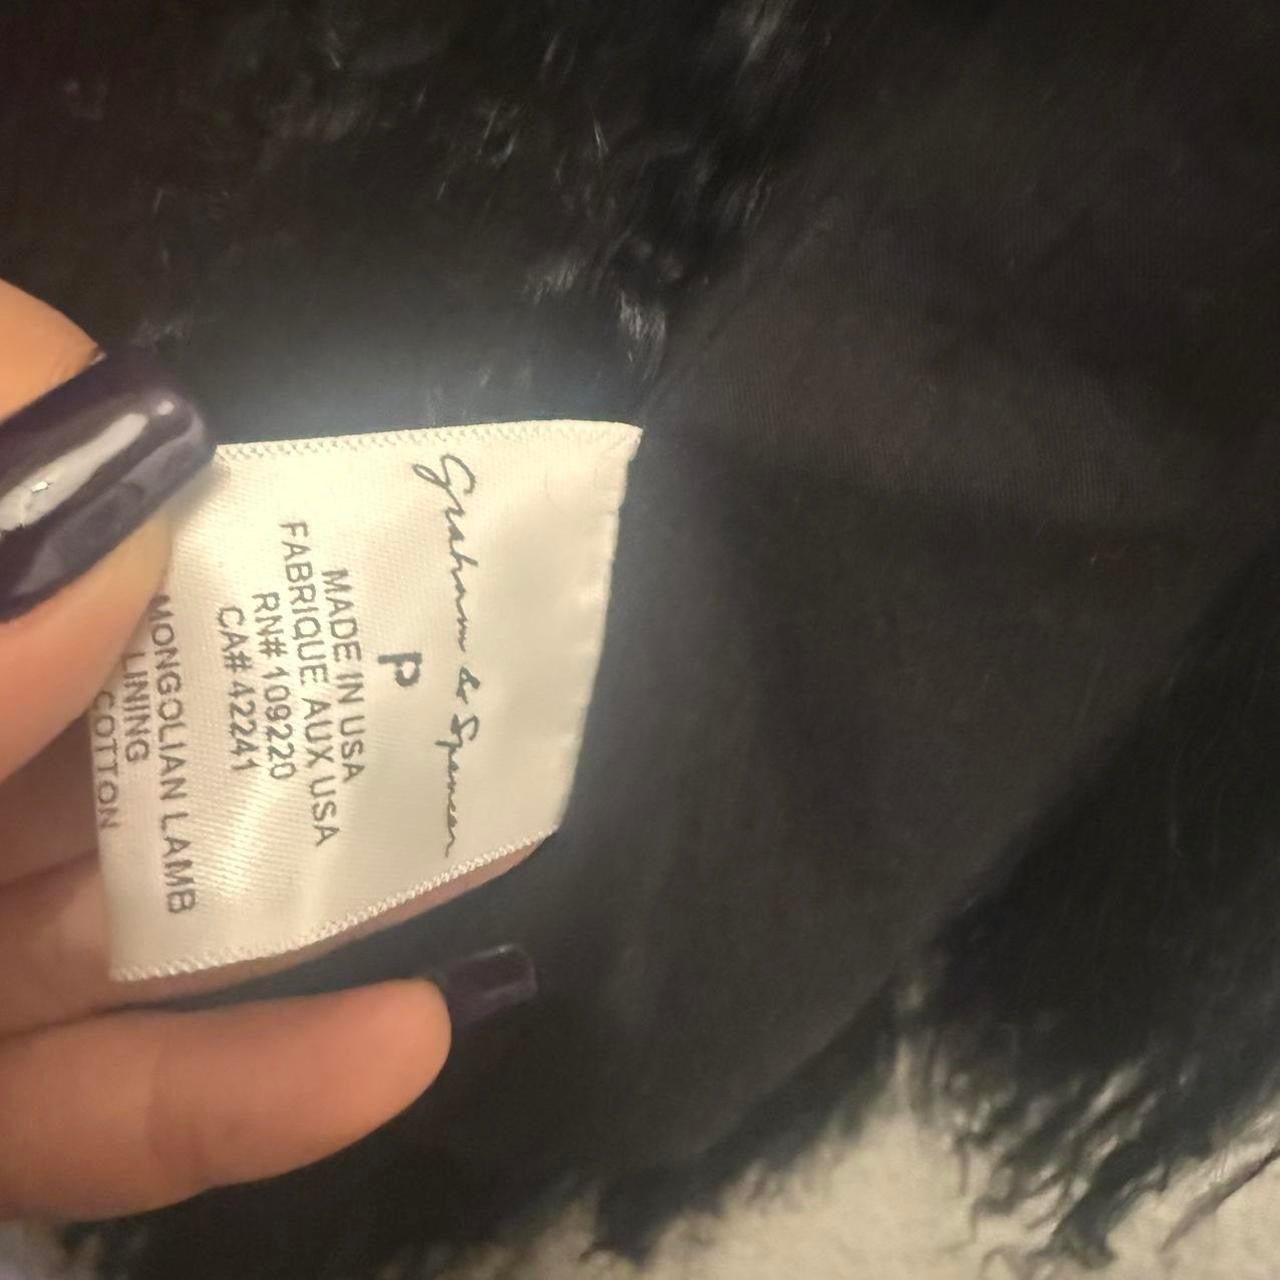 Graham & Spencer
P
MADE IN USA
FABRIQUE AUX USA
RN# 109220
CA# 42241
MONGOLIAN LAMB
LINING
COTTON